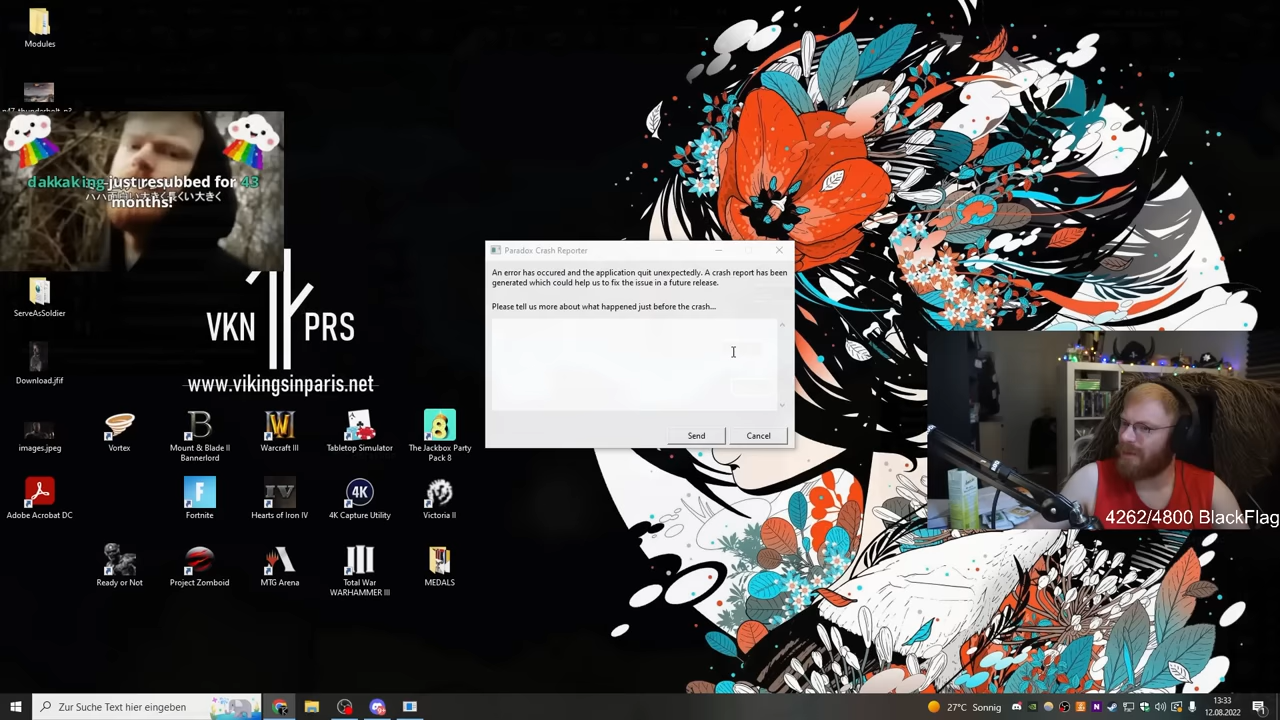 Modules
dakkaking just resubbed for 43
months!
ServeAsSoldier
Download.jfif
images.jpeg
Adobe Acrobat DC
VKN PRS
www.vikingsinparis.net
Vortex
Mount & Blade II
Bannerlord
Warcraft III
Tabletop Simulator
The Jackbox Party
Pack 8
Fortnite
Hearts of Iron IV
4K Capture Utility
Victoria II
Ready or Not
Project Zomboid
MTG Arena
Total War
WARHAMMER III
MEDALS
Paradox Crash Reporter
An error has occured and the application quit unexpectedly. A crash report has been
generated which could help us to fix the issue in a future release.
Please tell us more about what happened just before the crash...
Send
Cancel
4262/4800 BlackFlag
Zur Suche Text hier eingeben
27°C Sonnig
13:33
12.08.2022